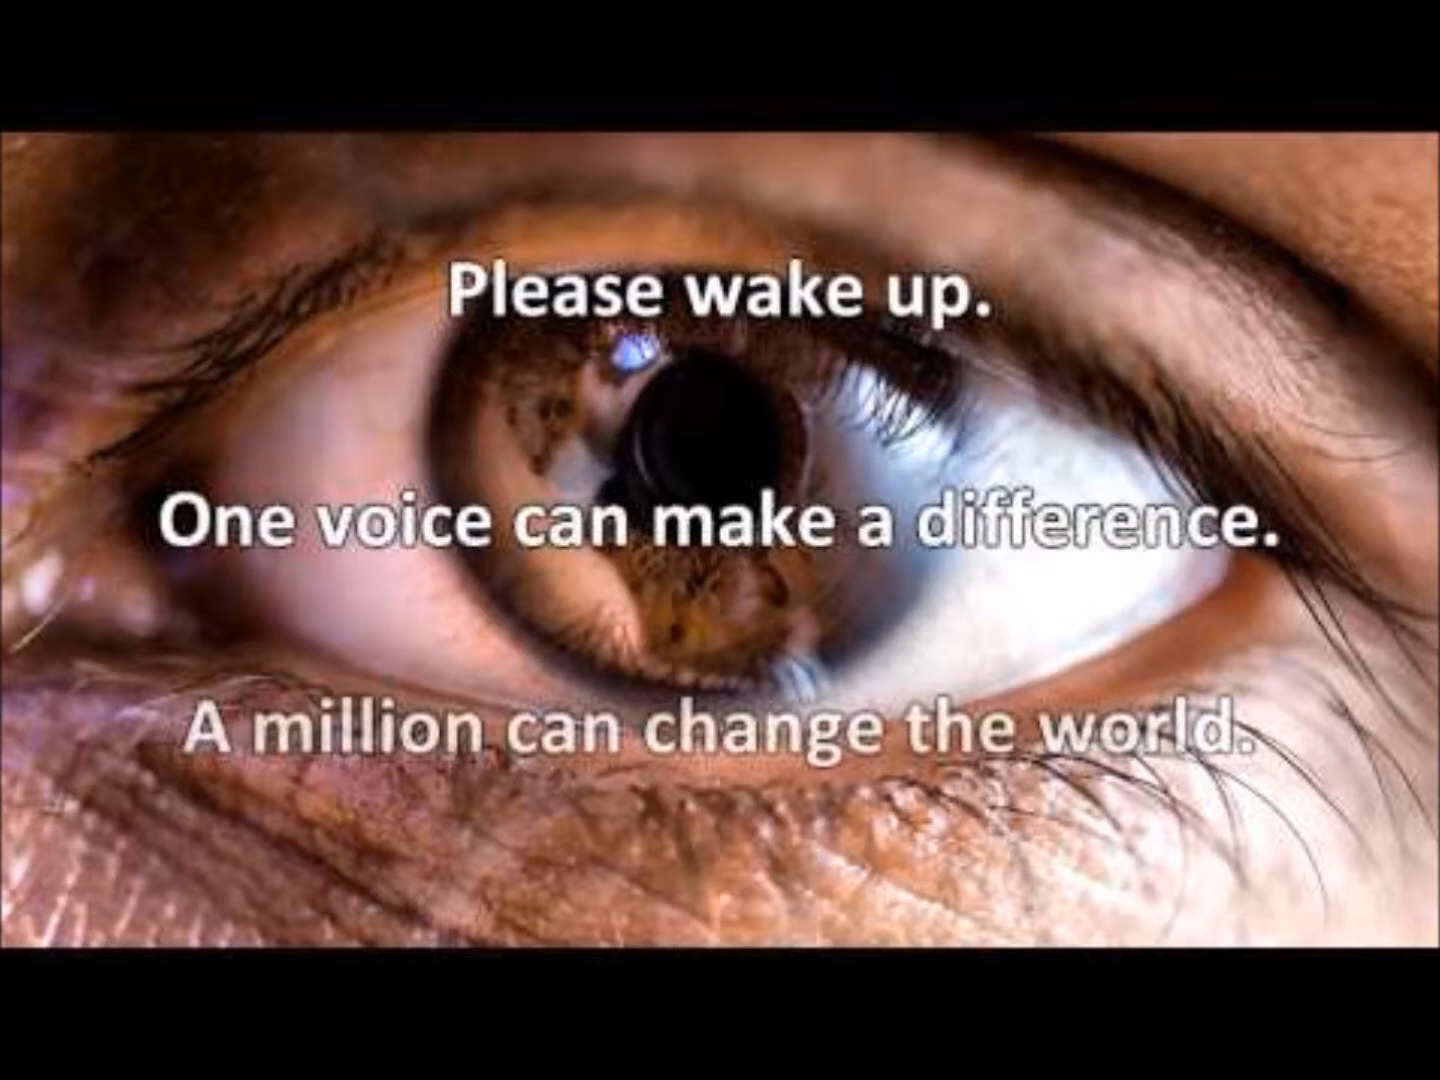 Please wake up.
One voice can make a difference.
A million can change the world.